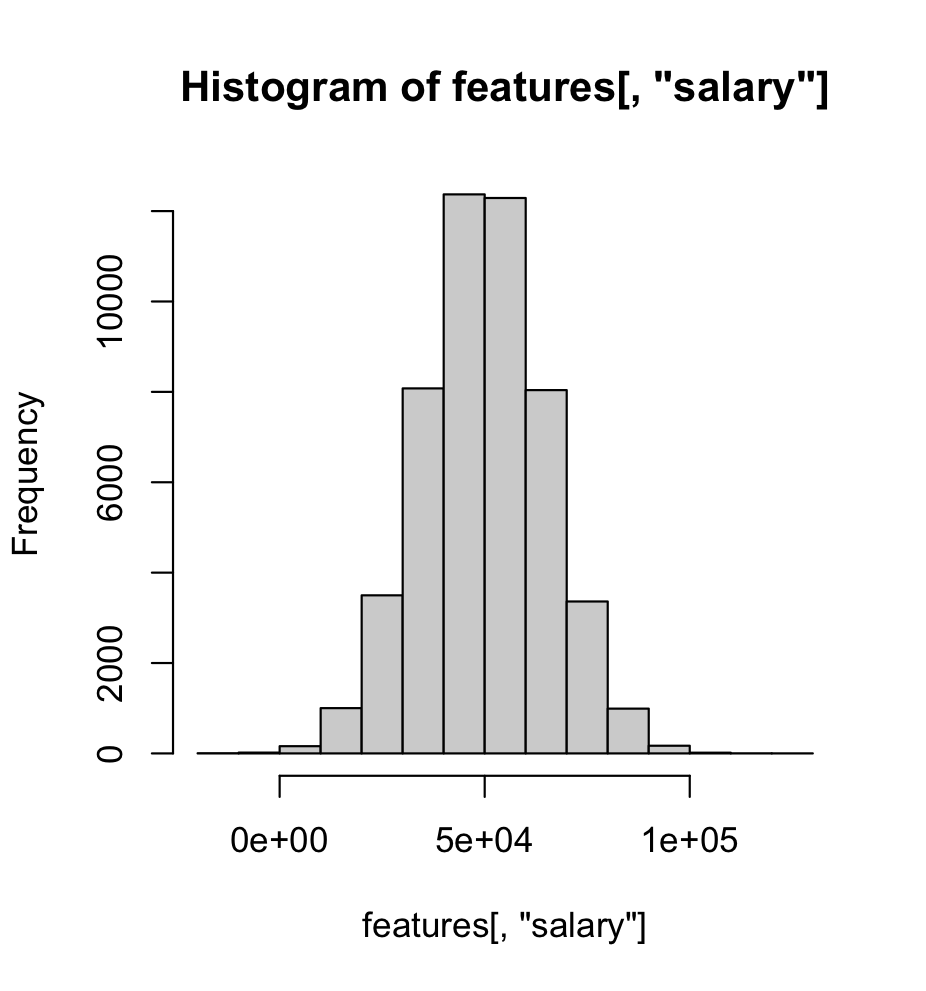 Histogram of features[, "salary"]
Frequency
10000
6000
2000
0
0e+00 5e+04 1e+05
features[, "salary"]